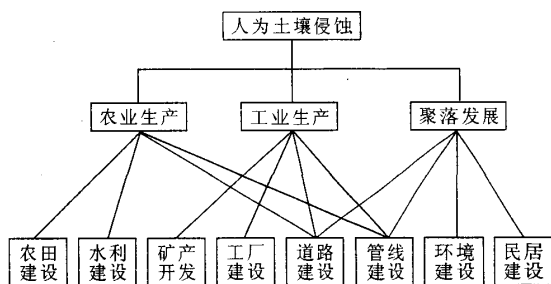 人为土壤侵蚀
农业生产 工业生产 聚落发展
农田 水利 矿产 工厂 道路 管线 环境 民居
建设 建设 开发 建设 建设 建设 建设 建设